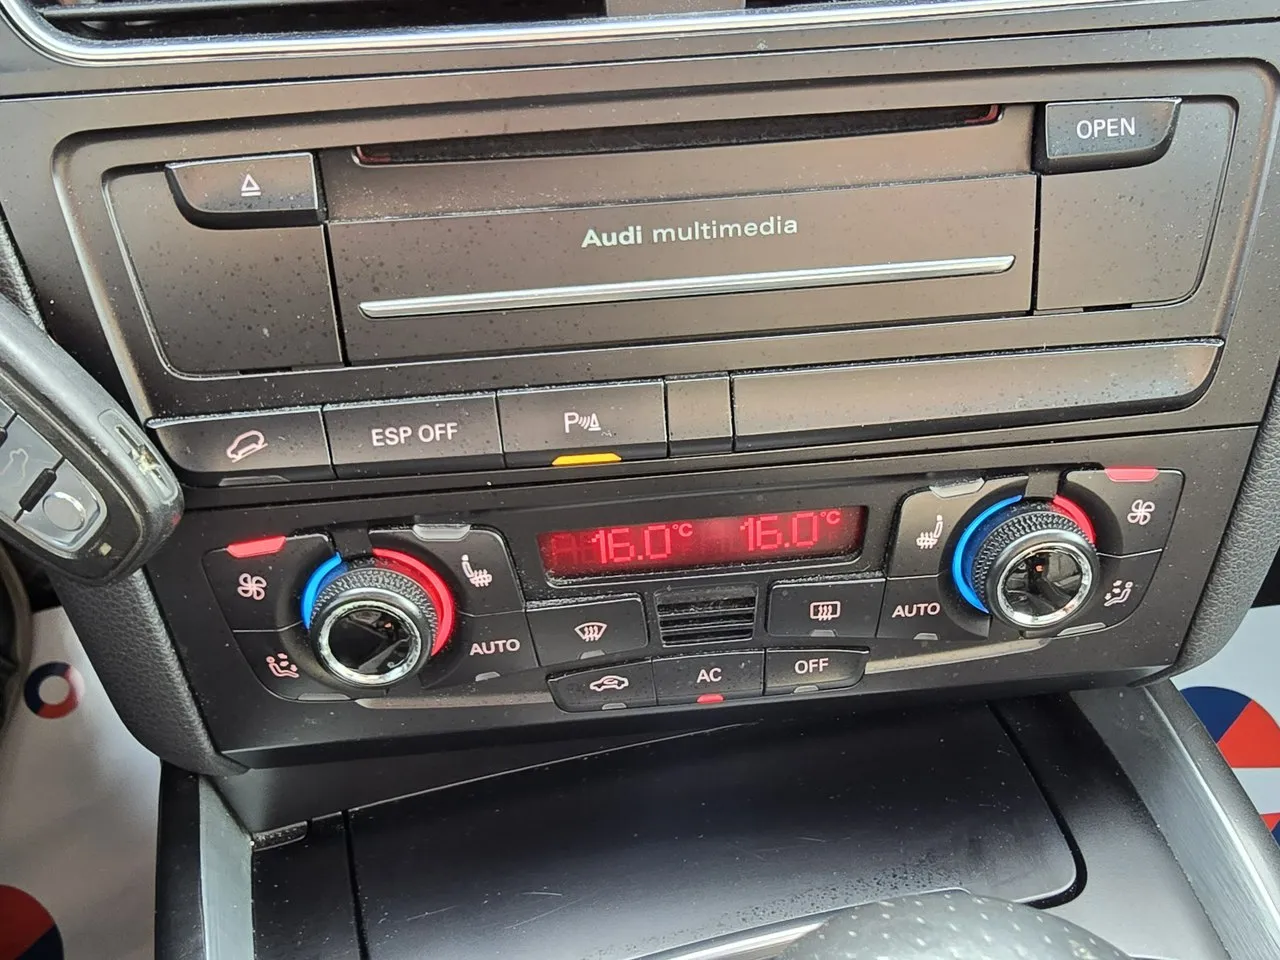 OPEN
Audi multimedia
ESP OFF
P
16.0°C 16.0°C
AUTO
AUTO
AC
OFF